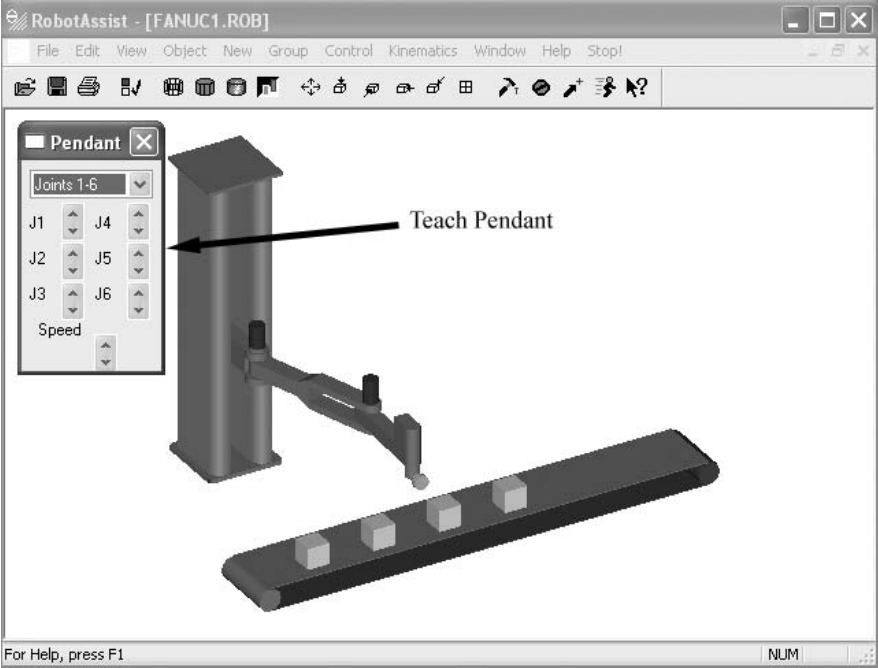 RobotAssist - [FANUC1.ROB]
File Edit View Object New Group Control Kinematics Window Help Stop!
Pendant
Joints 1-6
J1 J4
J2 J5
J3 J6
Speed
Teach Pendant
For Help, press F1 NUM